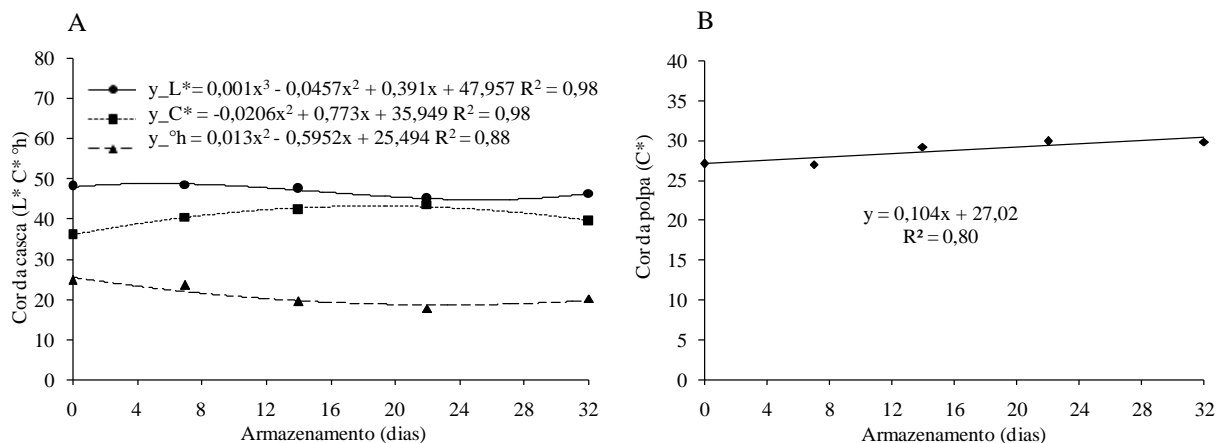 A
Cor da casca (L* C* °h)
80
70
60
50
40
30
20
10
0
y_L* = 0,001x³ - 0,0457x² + 0,391x + 47,957 R² = 0,98
y_C* = -0,0206x² + 0,773x + 35,949 R² = 0,98
y_°h = 0,013x² - 0,5952x + 25,494 R² = 0,88
0 4 8 12 16 20 24 28 32
Armazenamento (dias)
B
Cor da polpa (C*)
40
35
30
25
20
15
10
5
0
y = 0,104x + 27,02
R² = 0,80
0 4 8 12 16 20 24 28 32
Armazenamento (dias)